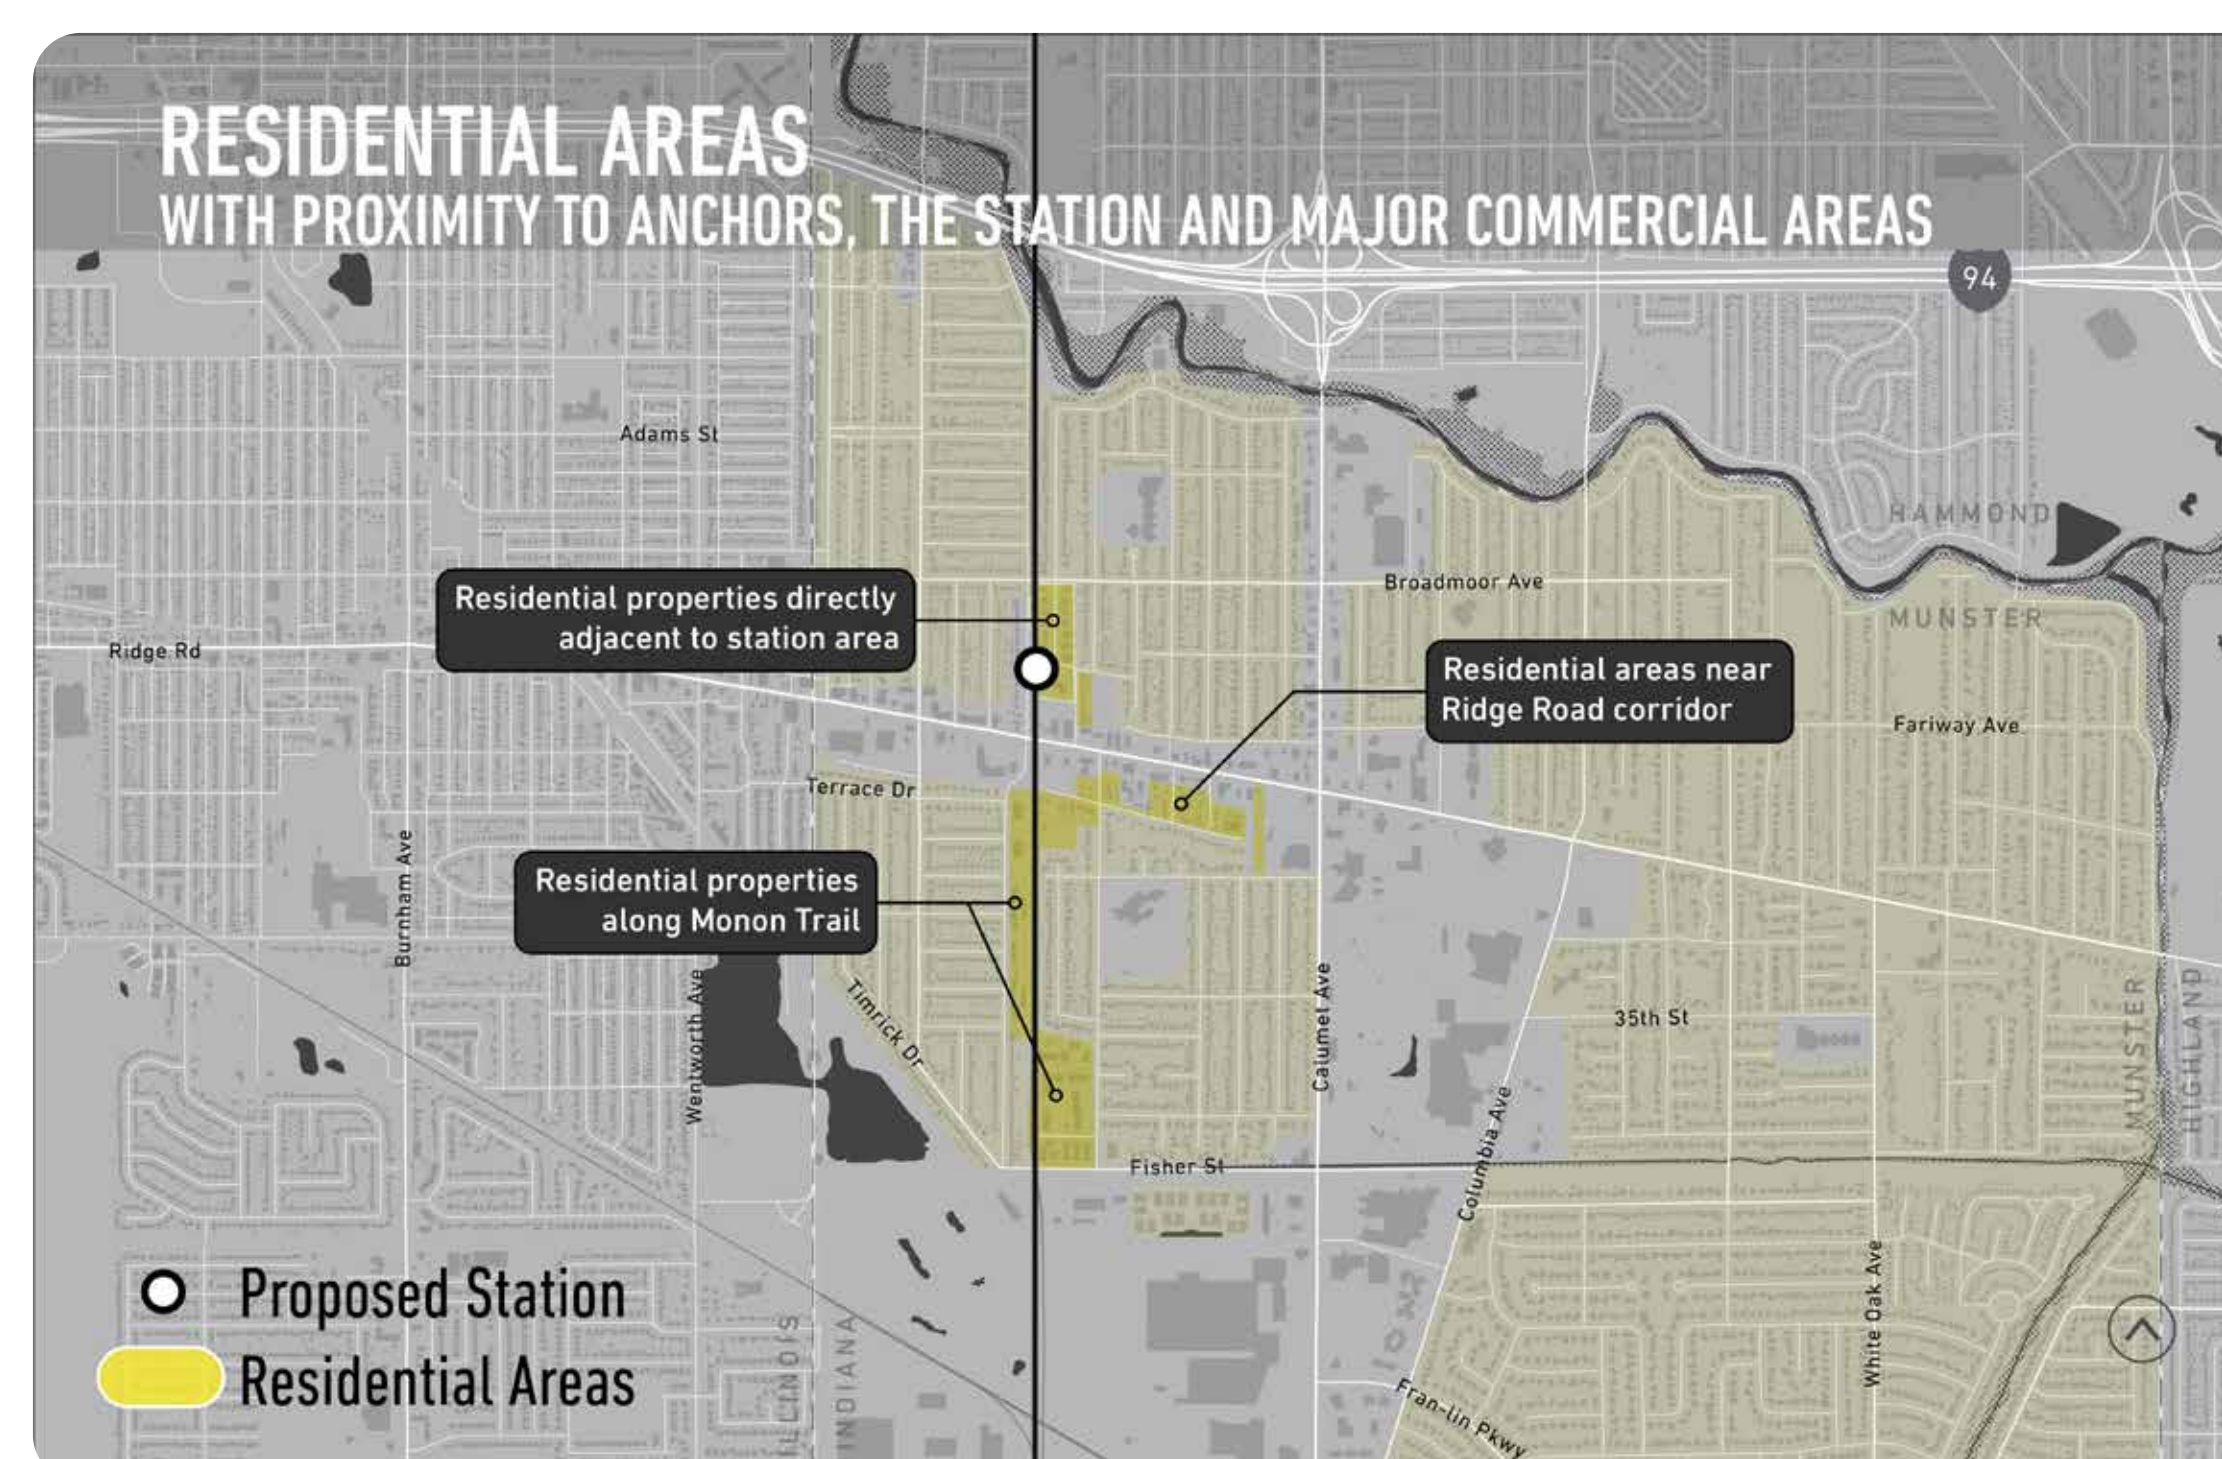 RESIDENTIAL AREAS
WITH PROXIMITY TO ANCHORS, THE STATION AND MAJOR COMMERCIAL AREAS
94
Adams St
HAMMOND
Broadmoor Ave
Residential properties directly
adjacent to station area
MUNSTER
Ridge Rd
Residential areas near
Ridge Road corridor
Fariway Ave
Terrace Dr
Burnham Ave
Residential properties
along Monon Trail
Wentworth Ave
Timrick Dr
Calumet Ave
35th St
MUNSTER
HIGHLAND
Columbia Ave
Fisher St
White Oak Ave
Proposed Station
Residential Areas
ILLINOIS
INDIANA
Fran-lin Pkwy